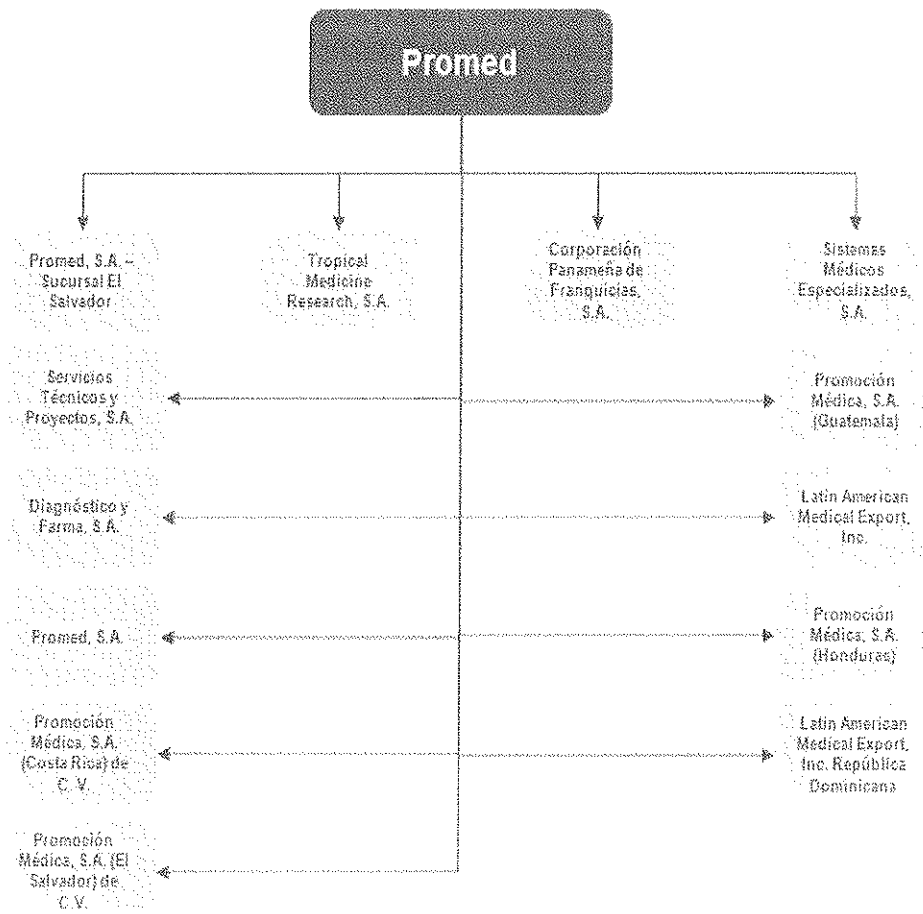 Promed
Promed, S.A. –
Sucursal El
Salvador
Tropical
Medicine
Research, S.A.
Corporación
Panameña de
Franquicias,
S.A.
Sistemas
Médicos
Especializados,
S.A.
Servicios
Técnicos y
Proyectos, S.A.
Promoción
Médica, S.A.
(Guatemala)
Diagnóstico y
Farma, S.A.
Latin American
Medical Export,
Inc.
Promed, S.A.
Promoción
Médica, S.A.
(Honduras)
Promoción
Médica, S.A.
(Costa Rica) de
C. V.
Latin American
Medical Export,
Inc. República
Dominicana
Promoción
Médica, S.A. (El
Salvador) de
C.V.